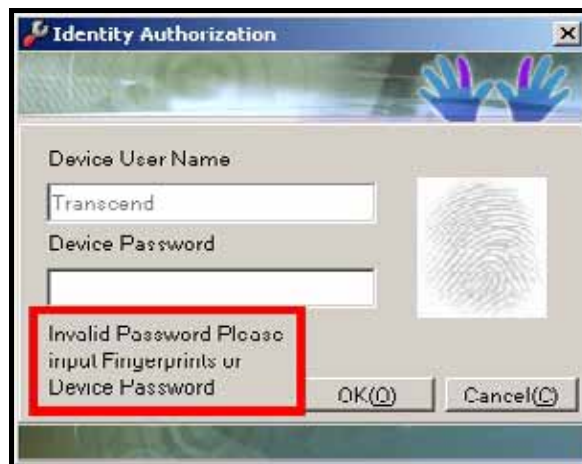 Identity Authorization
Device User Name
Transcend
Device Password
Invalid Password Please
input Fingerprints or
Device Password
OK(O)
Cancel(C)